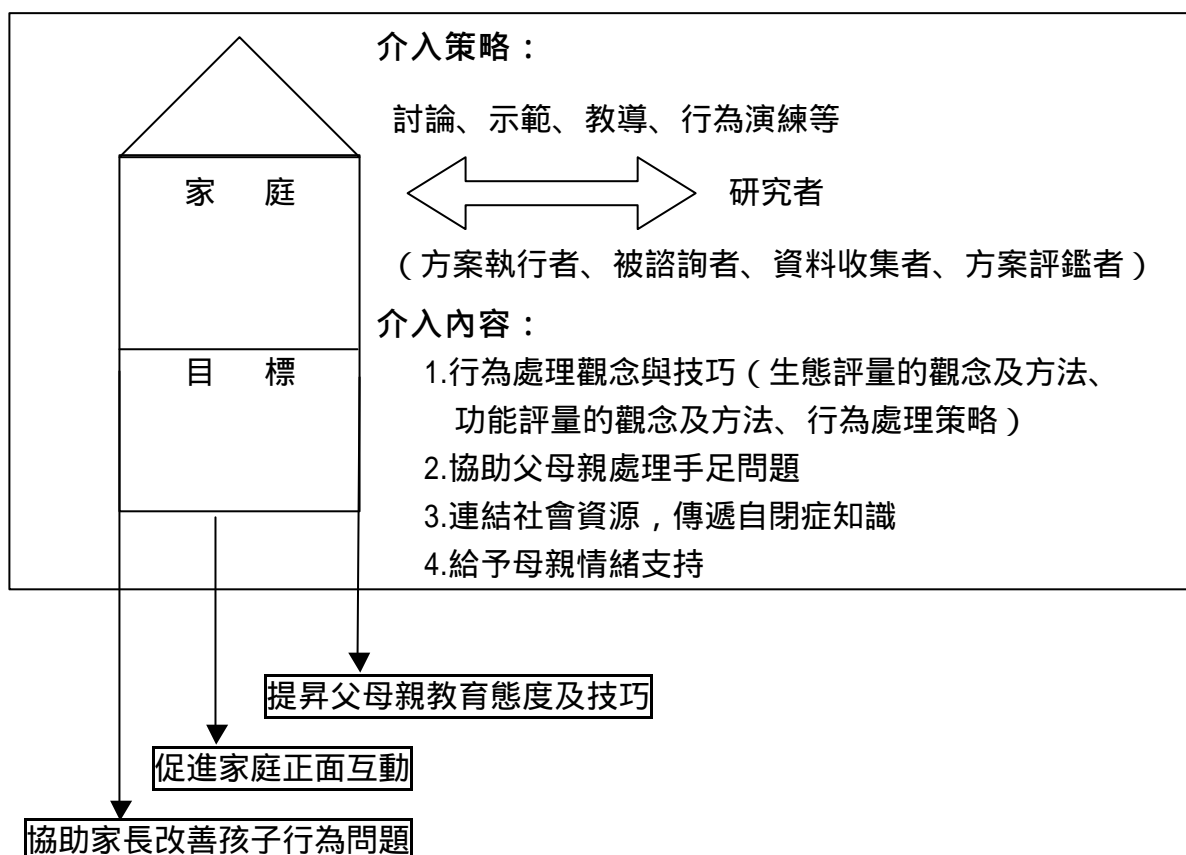 介入策略：
討論、示範、教導、行為演練等
家 庭
研究者
（方案執行者、被諮詢者、資料收集者、方案評鑑者）
介入內容：
目 標
1.行為處理觀念與技巧（生態評量的觀念及方法、
功能評量的觀念及方法、行為處理策略）
2.協助父母親處理手足問題
3.連結社會資源，傳遞自閉症知識
4.給予母親情緒支持
提昇父母親教育態度及技巧
促進家庭正面互動
協助家長改善孩子行為問題